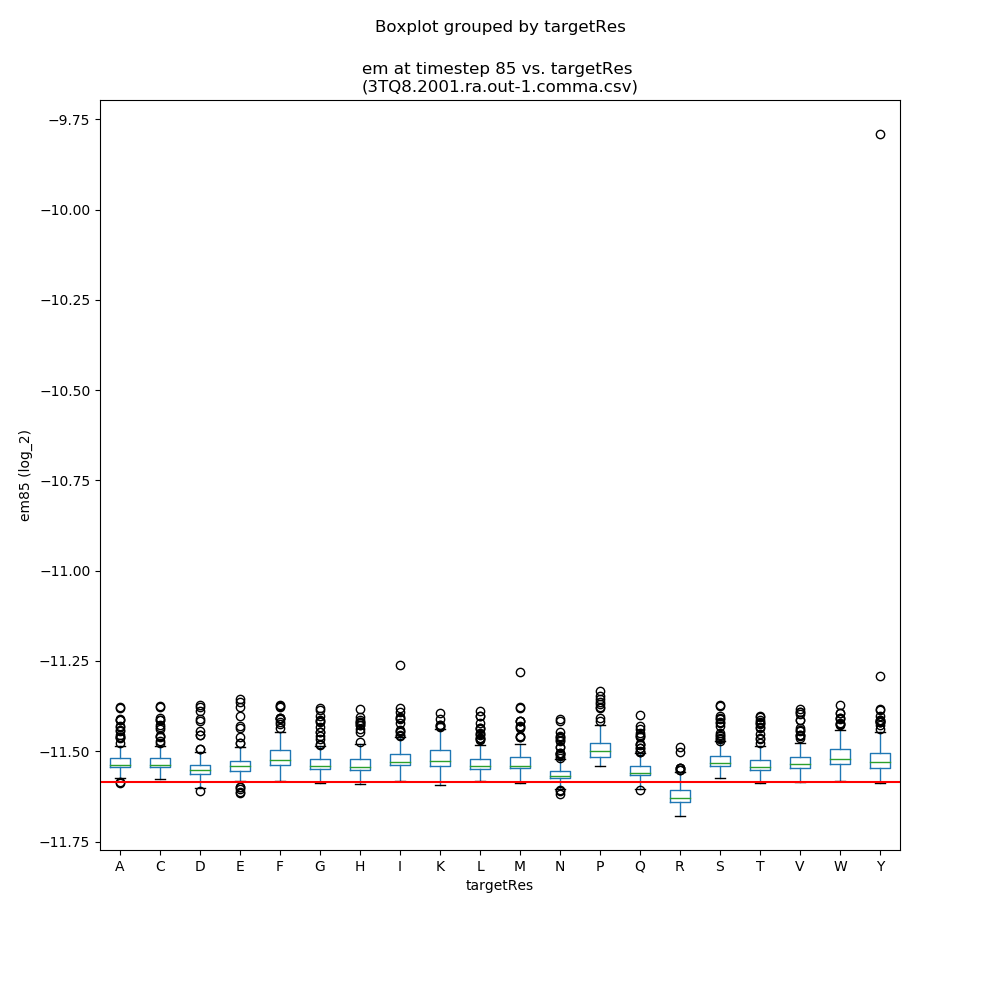 Boxplot grouped by targetRes
em at timestep 85 vs. targetRes
(3TQ8.2001.ra.out-1.comma.csv)
−9.75
−10.00
−10.25
−10.50
−10.75
−11.00
−11.25
−11.50
−11.75
em85 (log_2)
A C D E F G H I K L M N P Q R S T V W Y
targetRes